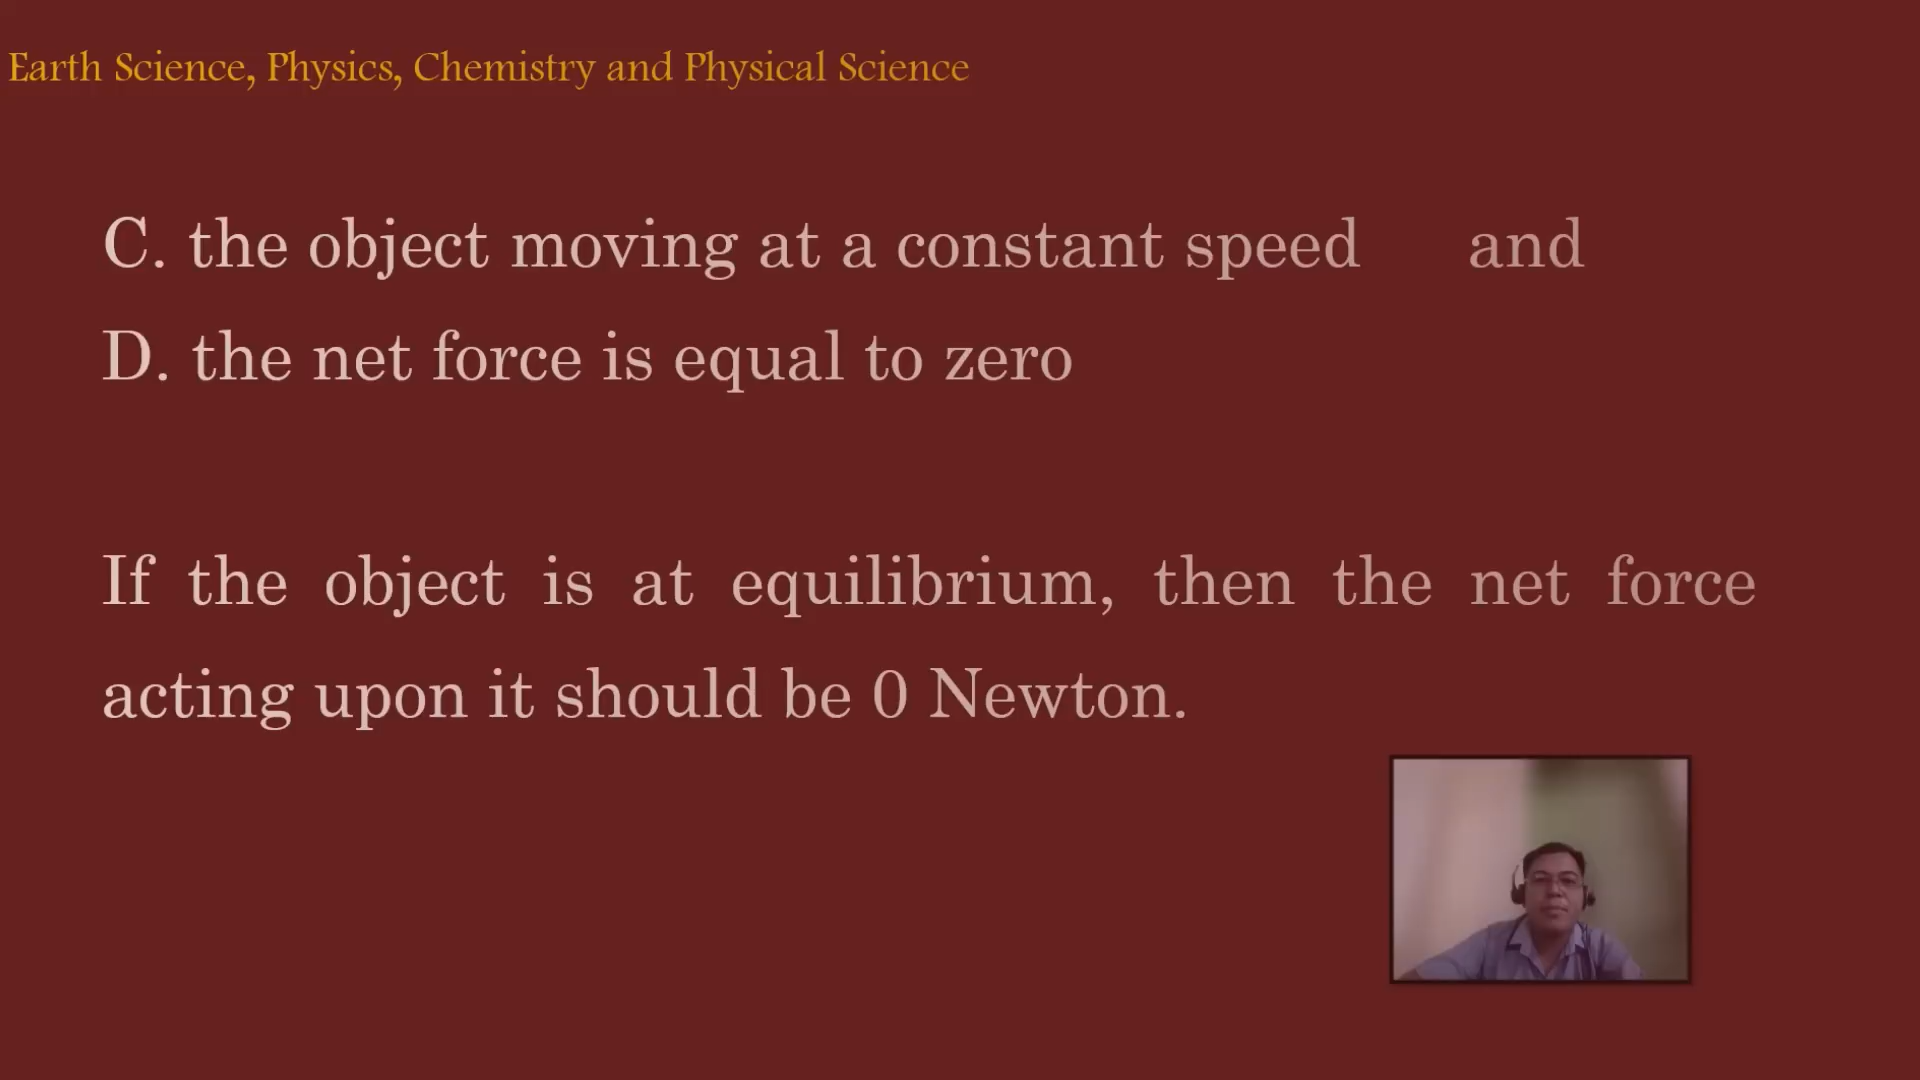 Earth Science, Physics, Chemistry and Physical Science
C. the object moving at a constant speed and
D. the net force is equal to zero
If the object is at equilibrium, then the net force
acting upon it should be 0 Newton.